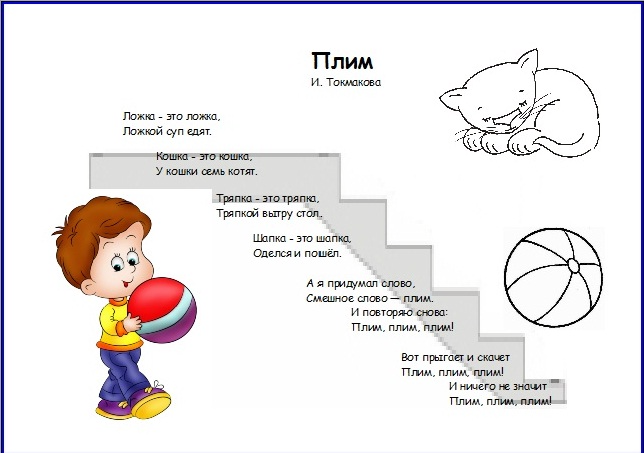 Плим
И. Токмакова
Ложка - это ложка,
Ложкой суп едят.
Кошка - это кошка,
У кошки семь котят.
Тряпка - это тряпка,
Тряпкой вытру стол.
Шапка - это шапка,
Оделся и пошёл.
А я придумал слово,
Смешное слово – плим.
И повторяю снова:
Плим, плим, плим!
Вот прыгает и скачет
Плим, плим, плим!
И ничего не значит
Плим, плим, плим!